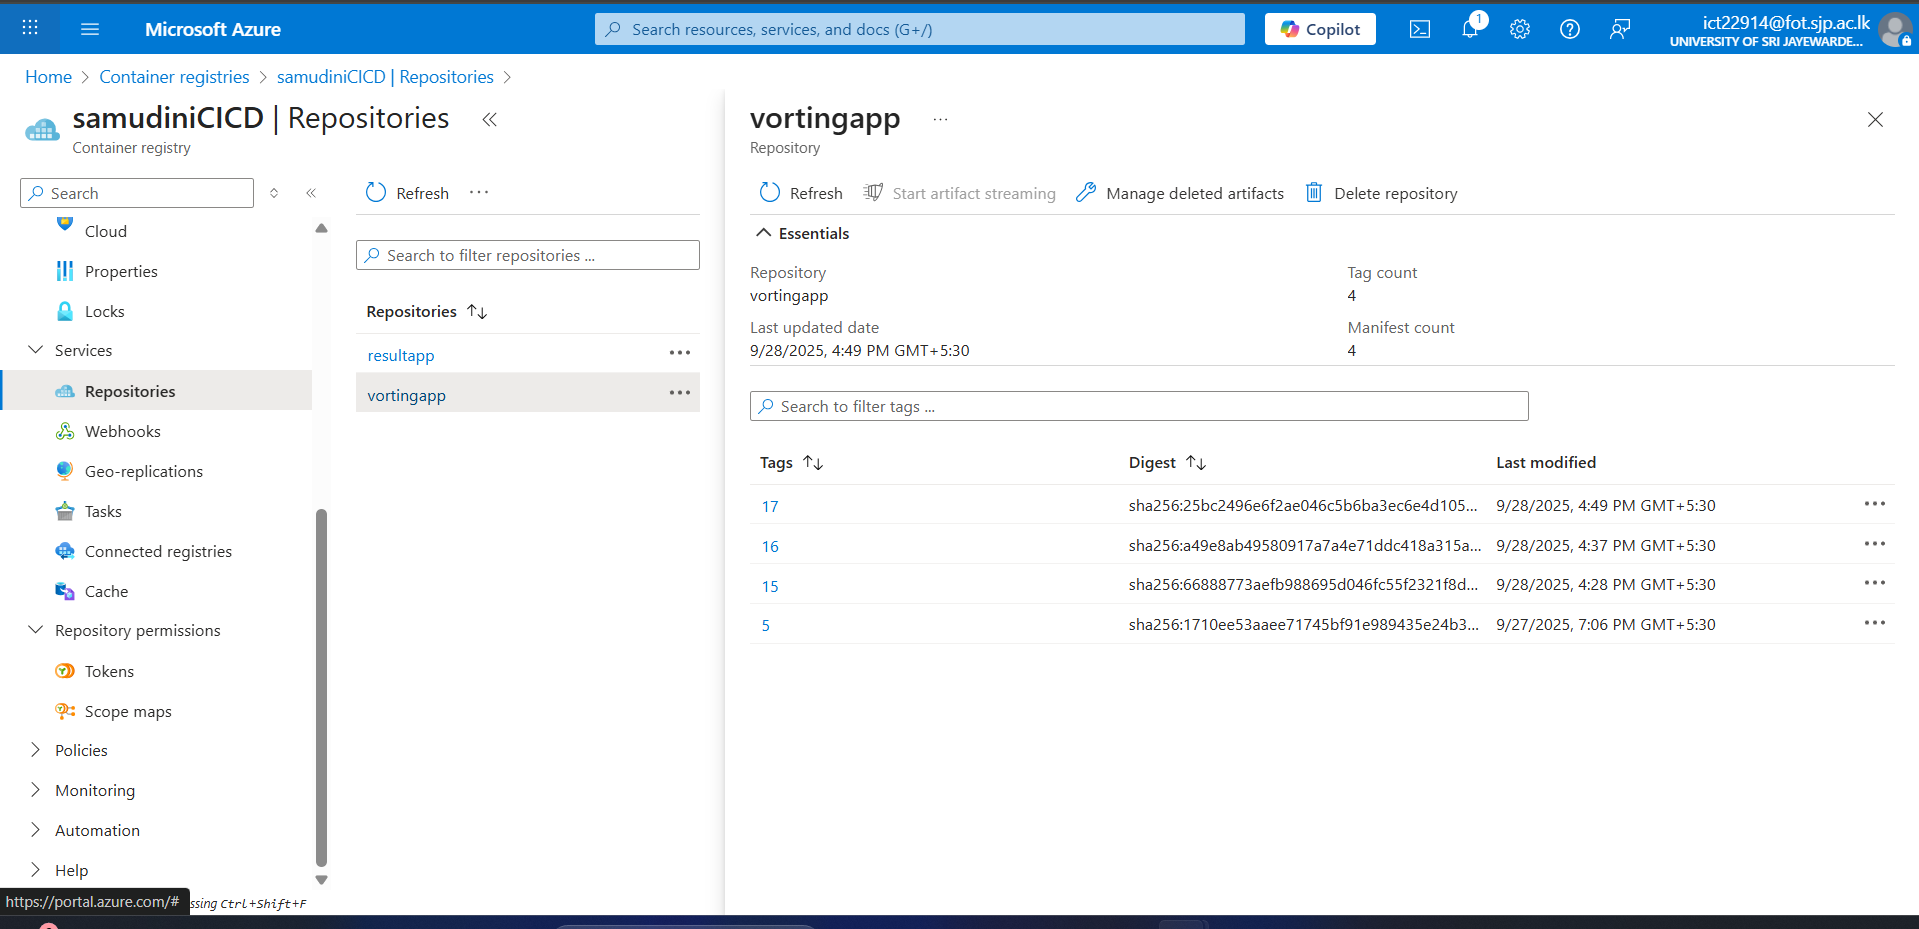 Microsoft Azure
Search resources, services, and docs (G+/)
Copilot
1
ict22914@fot.sjp.ac.lk
UNIVERSITY OF SRI JAYEWARDE...
Home > Container registries > samudiniCICD | Repositories >
samudiniCICD | Repositories
Container registry
Search
Cloud
Properties
Locks
Services
Repositories
Webhooks
Geo-replications
Tasks
Connected registries
Cache
Repository permissions
Tokens
Scope maps
Policies
Monitoring
Automation
Help
https://portal.azure.com/#
ssing Ctrl+Shift+F
Refresh
Search to filter repositories ...
Repositories
resultapp
vortingapp
vortingapp
Repository
Refresh
Start artifact streaming
Manage deleted artifacts
Delete repository
Essentials
Repository
vortingapp
Last updated date
9/28/2025, 4:49 PM GMT+5:30
Tag count
4
Manifest count
4
Search to filter tags ...
Tags Digest Last modified
17 sha256:25bc2496e6f2ae046c5b6ba3ec6e4d105... 9/28/2025, 4:49 PM GMT+5:30
16 sha256:a49e8ab49580917a7a4e71ddc418a315a... 9/28/2025, 4:37 PM GMT+5:30
15 sha256:66888773aefb988695d046fc55f2321f8d... 9/28/2025, 4:28 PM GMT+5:30
5 sha256:1710ee53aaee71745bf91e989435e24b3... 9/27/2025, 7:06 PM GMT+5:30